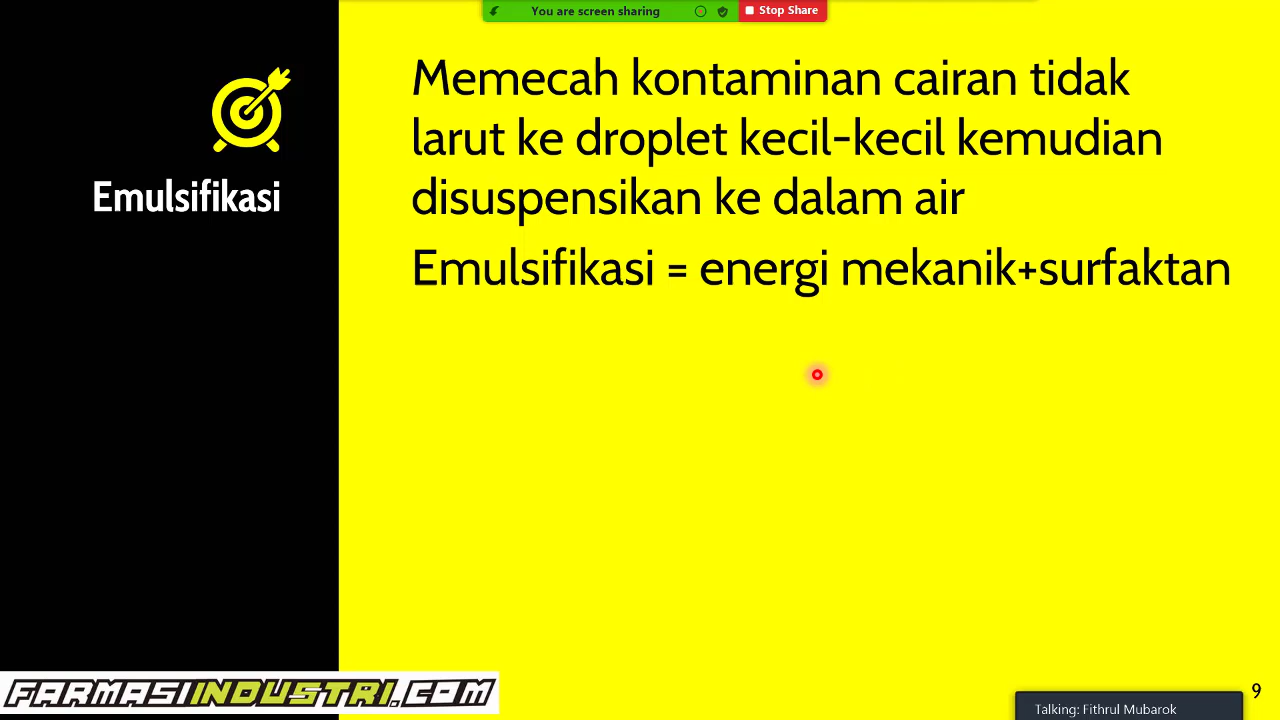 You are screen sharing
Stop Share
Emulsifikasi
Memecah kontaminan cairan tidak
larut ke droplet kecil-kecil kemudian
disuspensikan ke dalam air
Emulsifikasi = energi mekanik+surfaktan
FARMASIINDUSTRI.COM
9
Talking: Fithrul Mubarok